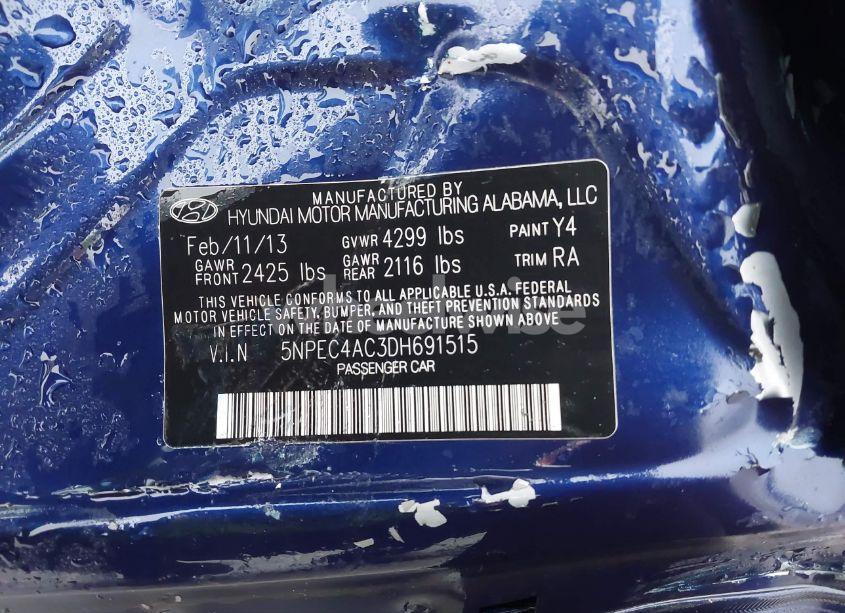 MANUFACTURED BY
HYUNDAI MOTOR MANUFACTURING ALABAMA, LLC
Feb/11/13 GVWR 4299 lbs PAINT Y4
GAWR FRONT 2425 lbs GAWR REAR 2116 lbs TRIM RA
THIS VEHICLE CONFORMS TO ALL APPLICABLE U.S.A. FEDERAL
MOTOR VEHICLE SAFETY, BUMPER, AND THEFT PREVENTION STANDARDS
IN EFFECT ON THE DATE OF MANUFACTURE SHOWN ABOVE
V.I.N 5NPEC4AC3DH691515
PASSENGER CAR